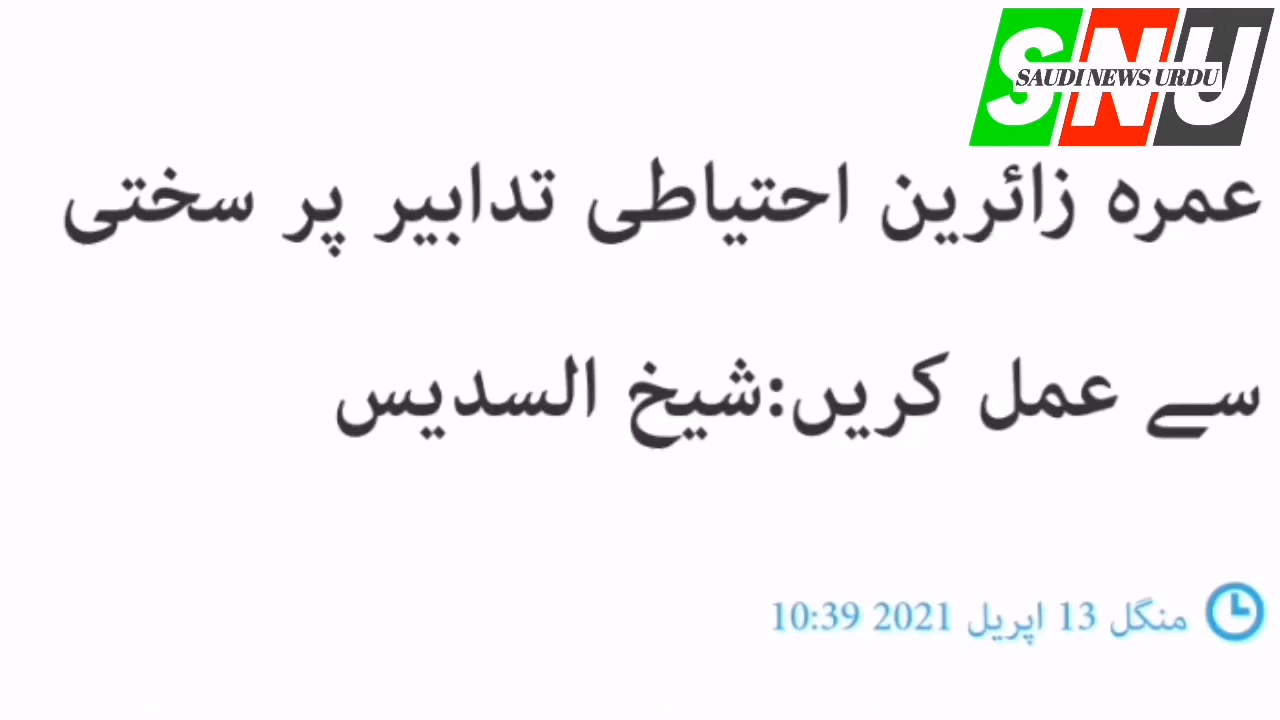 SNU
SAUDI NEWS URDU
عمرہ زائرین احتیاطی تدابیر پر سختی
سے عمل کریں:شیخ السدیس
منگل 13 اپریل 2021 10:39